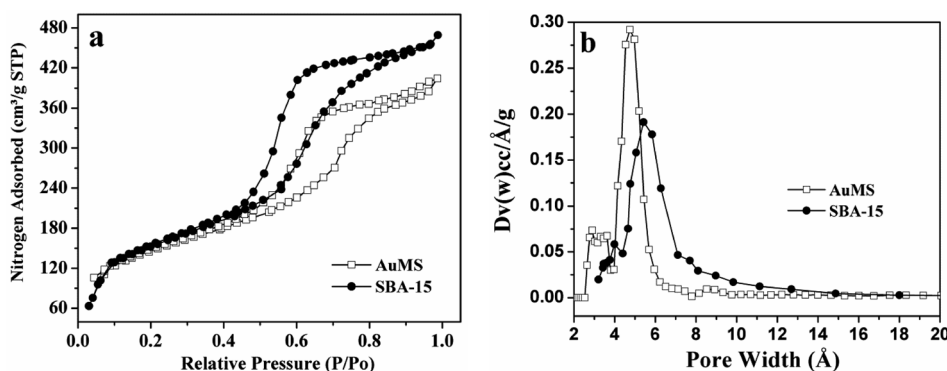 a
Nitrogen Adsorbed (cm³/g STP)
480
420
360
300
240
180
120
60
0.0 0.2 0.4 0.6 0.8 1.0
Relative Pressure (P/Po)
AuMS
SBA-15
b
Dv(w)cc/Å/g
0.30
0.25
0.20
0.15
0.10
0.05
0.00
2 4 6 8 10 12 14 16 18 20
Pore Width (Å)
AuMS
SBA-15